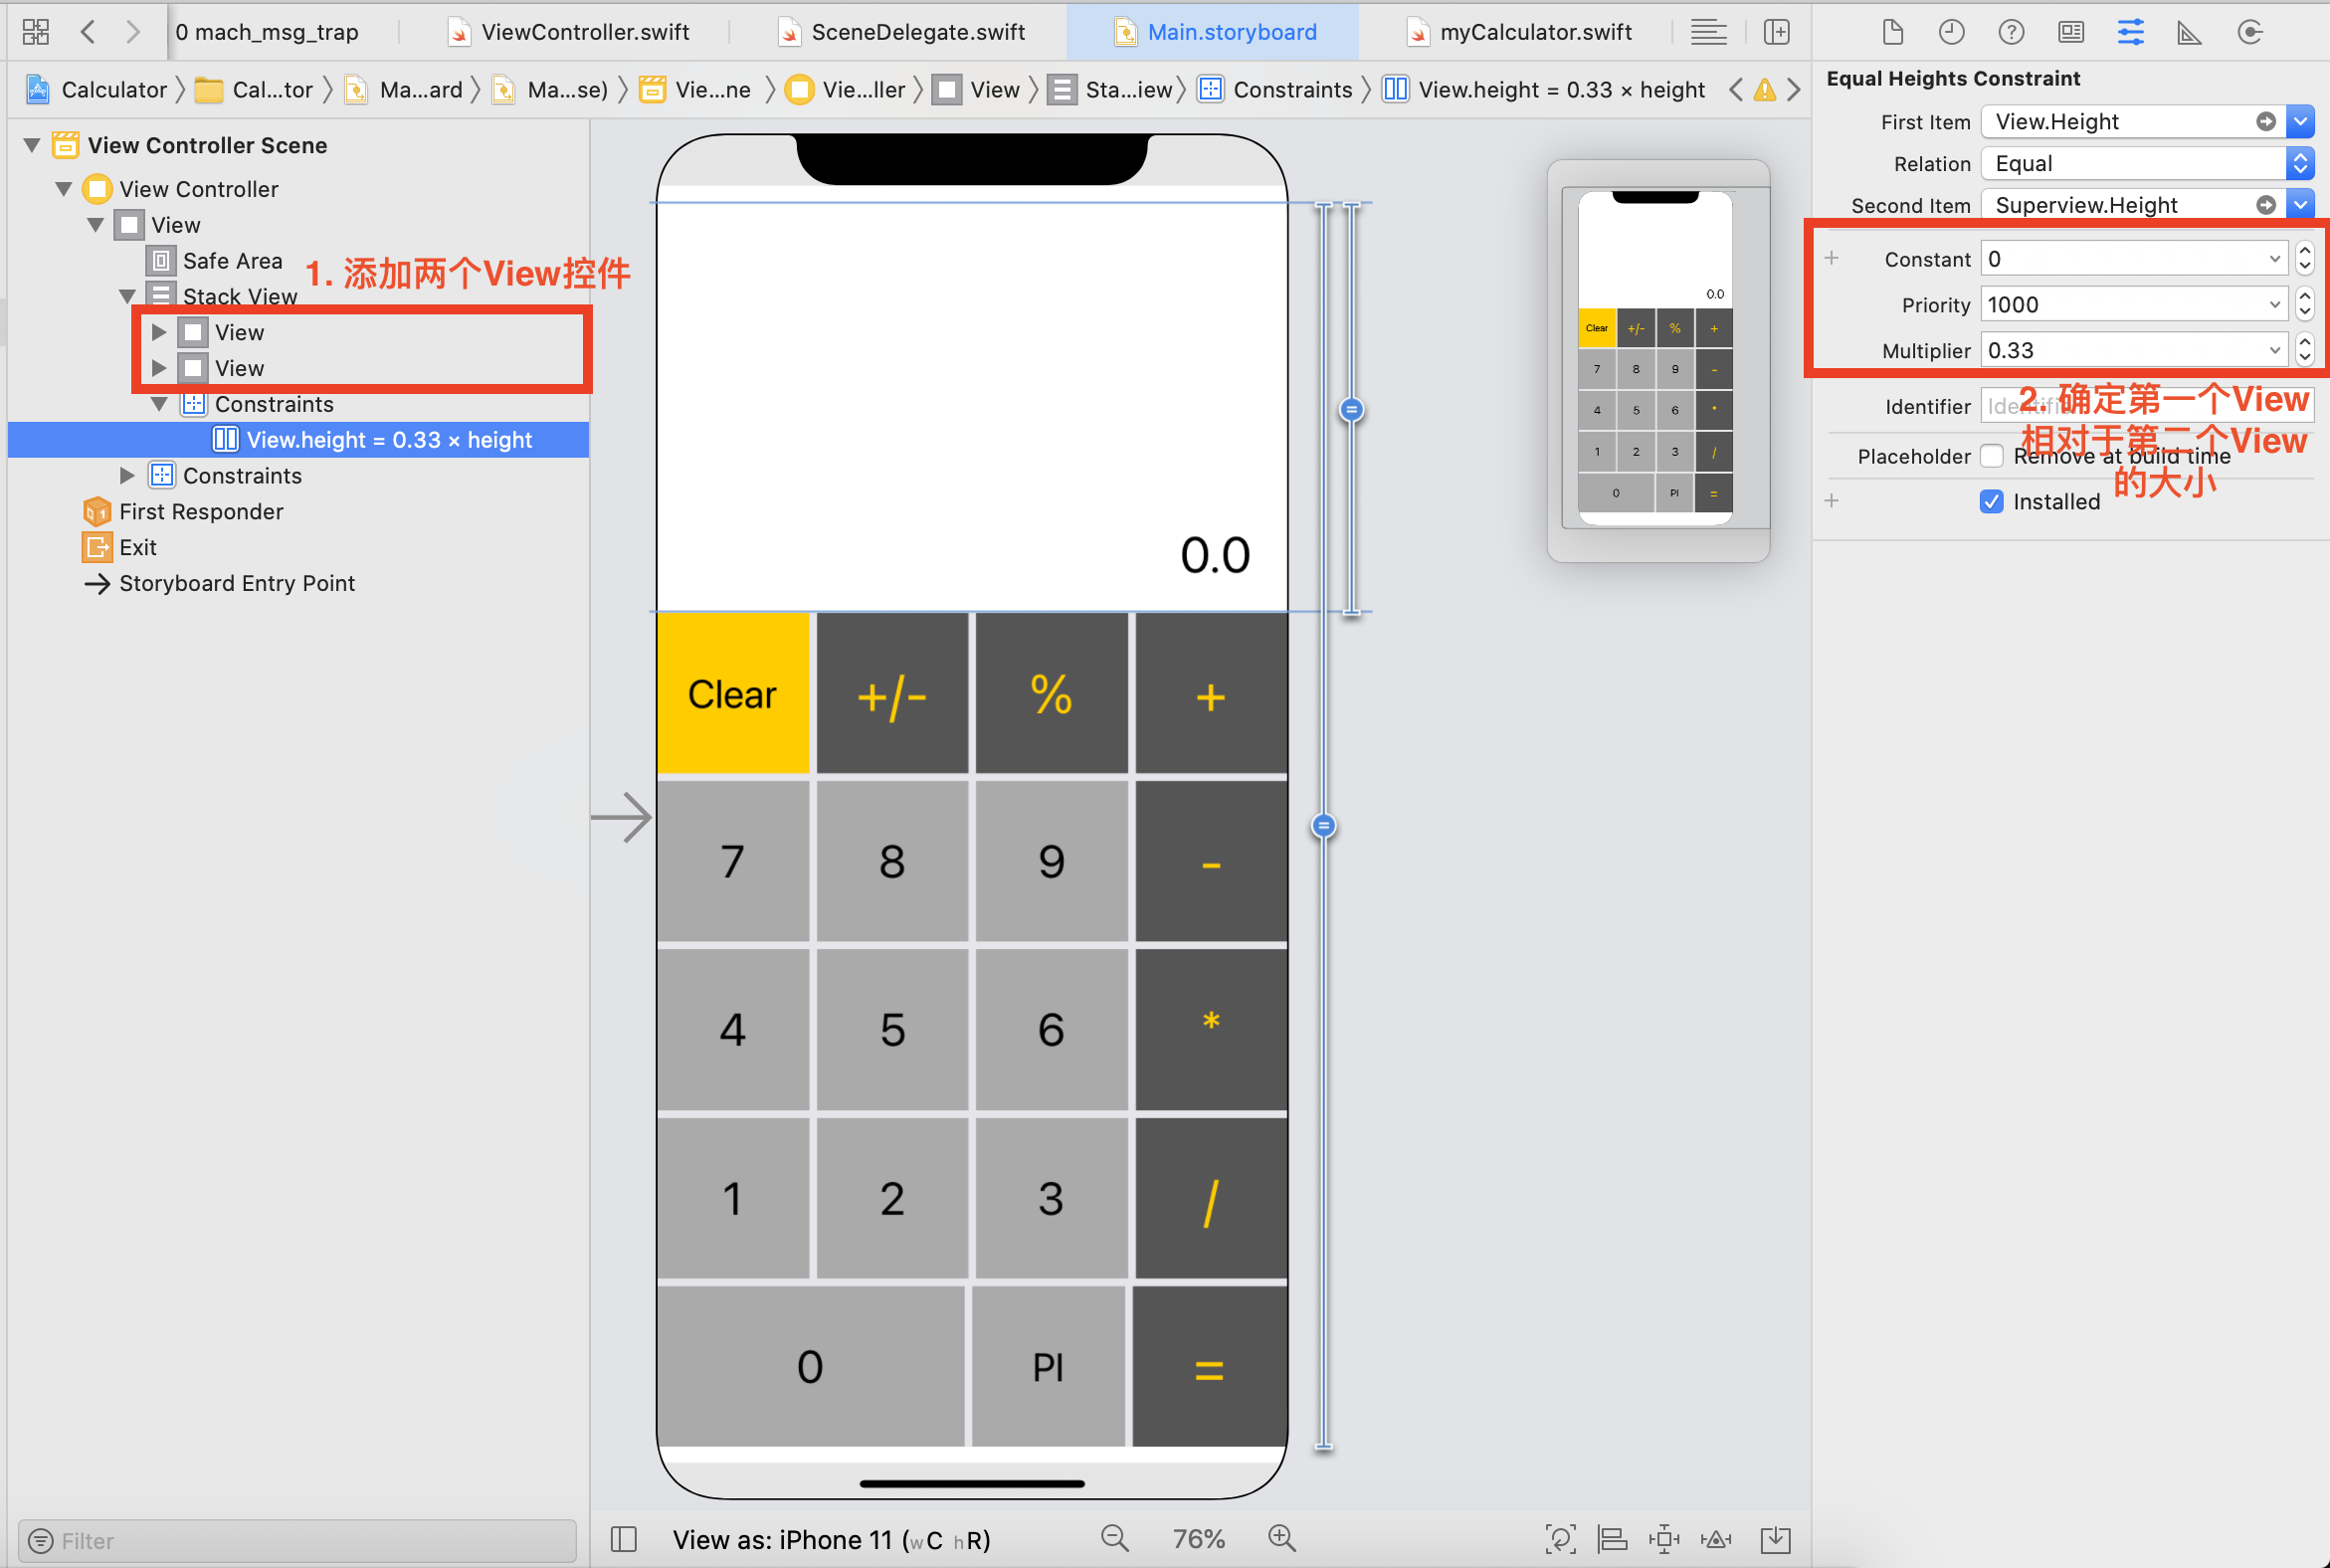 0 mach_msg_trap
ViewController.swift
SceneDelegate.swift
Main.storyboard
myCalculator.swift
Calculator
Cal...tor
Ma...ard
Ma...se)
Vie...ne
Vie...ller
View
Sta...iew
Constraints
View.height = 0.33 × height
View Controller Scene
View Controller
View
Safe Area
1. 添加两个View控件
Stack View
View
View
Constraints
View.height = 0.33 × height
Constraints
First Responder
Exit
Storyboard Entry Point
Filter
0.0
Clear +/- % +
7 8 9 -
4 5 6 *
1 2 3 /
0 PI =
View as: iPhone 11 (wC hR)
76%
0.0
Clear +/- % +
7 8 9 -
4 5 6 *
1 2 3 /
0 PI =
Equal Heights Constraint
First Item View.Height
Relation Equal
Second Item Superview.Height
Constant 0
Priority 1000
Multiplier 0.33
Identifier
2. 确定第一个View
相对于第二个View
的大小
Placeholder Remove at build time
Installed